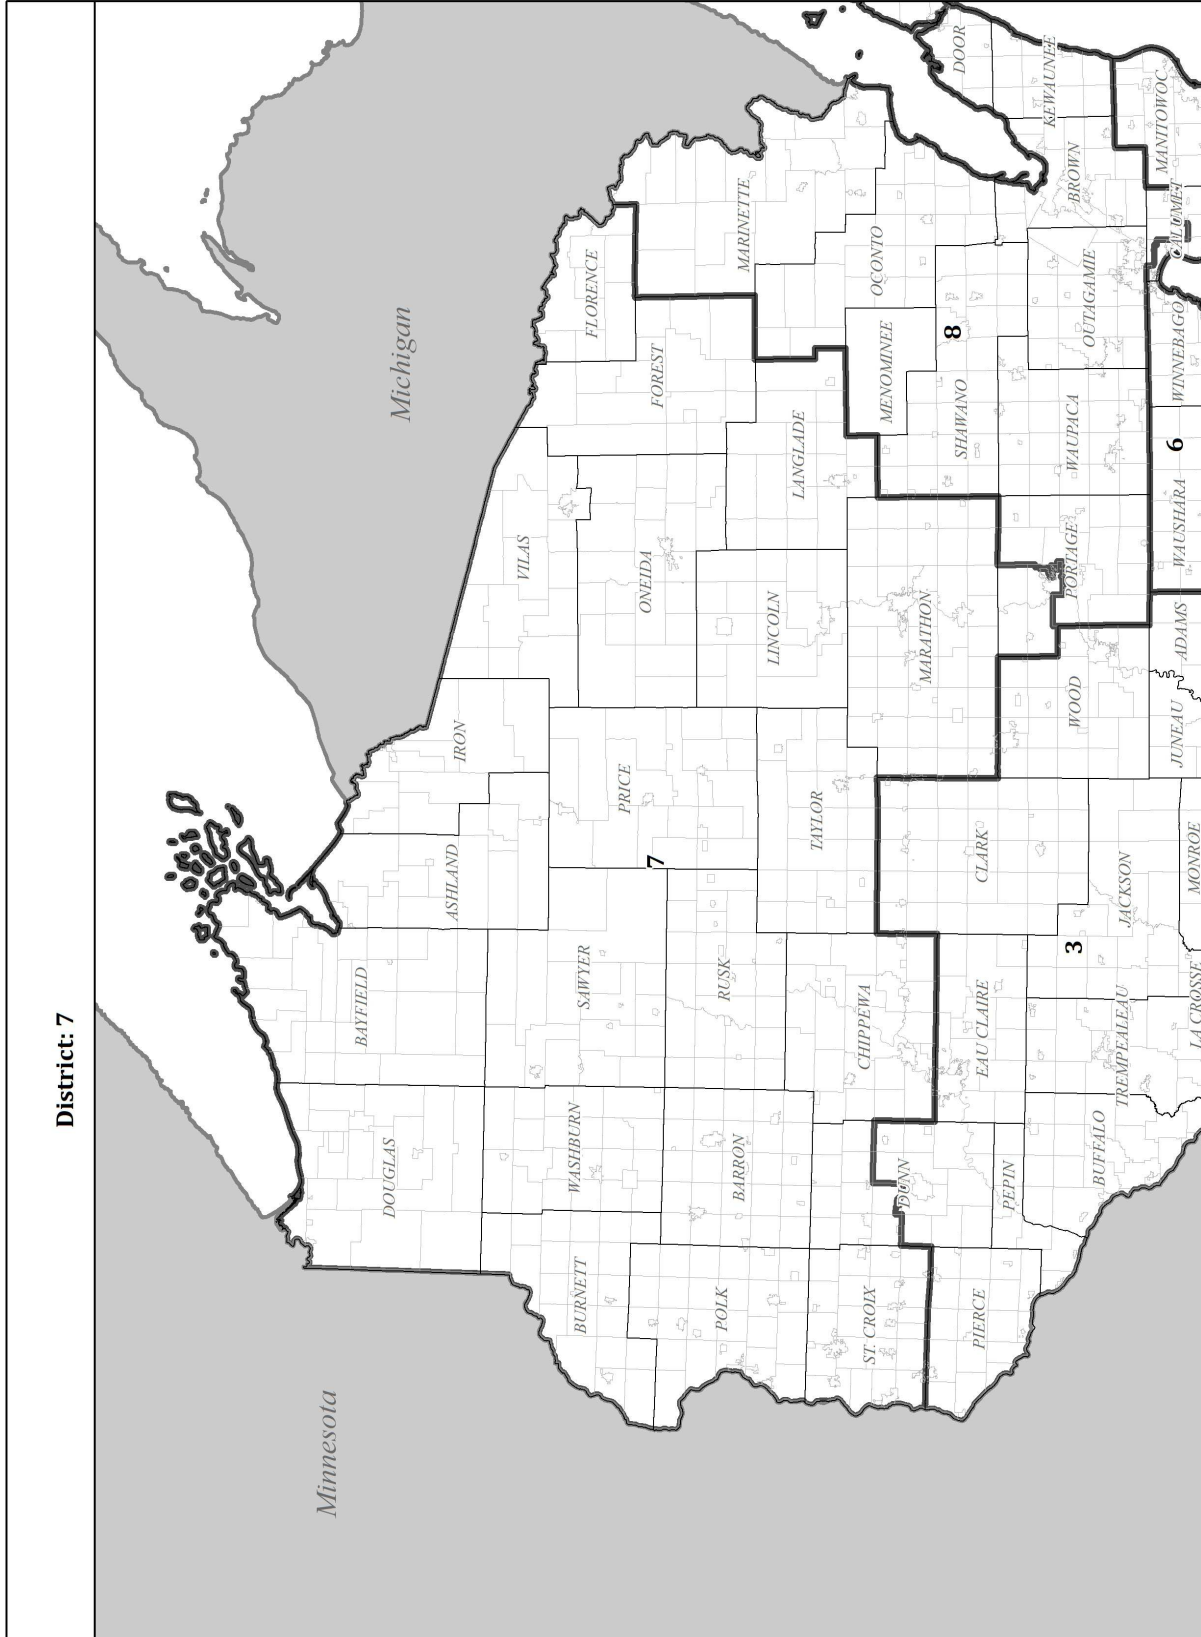 District: 7
Michigan
Minnesota
DOUGLAS
BAYFIELD
ASHLAND
IRON
VILAS
FLORENCE
BURNETT
WASHBURN
SAWYER
PRICE
ONEIDA
FOREST
MARINETTE
POLK
BARRON
RUSK
7
TAYLOR
LINCOLN
LANGLADE
OCONTO
MENOMINEE
DOOR
ST. CROIX
DUNN
CHIPPEWA
CLARK
MARATHON
SHAWANO
8
KEWAUNEE
BROWN
PIERCE
PEPIN
EAU CLAIRE
3
WOOD
PORTAGE
WAUPACA
OUTAGAMIE
BUFFALO
TREMPEALEAU
JACKSON
LA CROSSE
MONROE
JUNEAU
ADAMS
WAUSHARA
6
WINNEBAGO
CALUMET
MANITOWOC